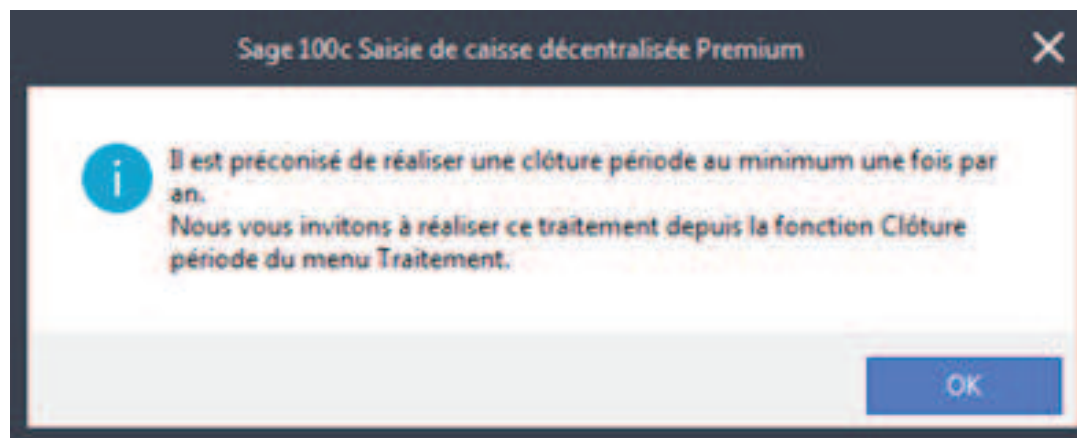 Sage 100c Saisie de caisse décentralisée Premium
Il est préconisé de réaliser une clôture période au minimum une fois par
an.
Nous vous invitons à réaliser ce traitement depuis la fonction Clôture
période du menu Traitement.
OK